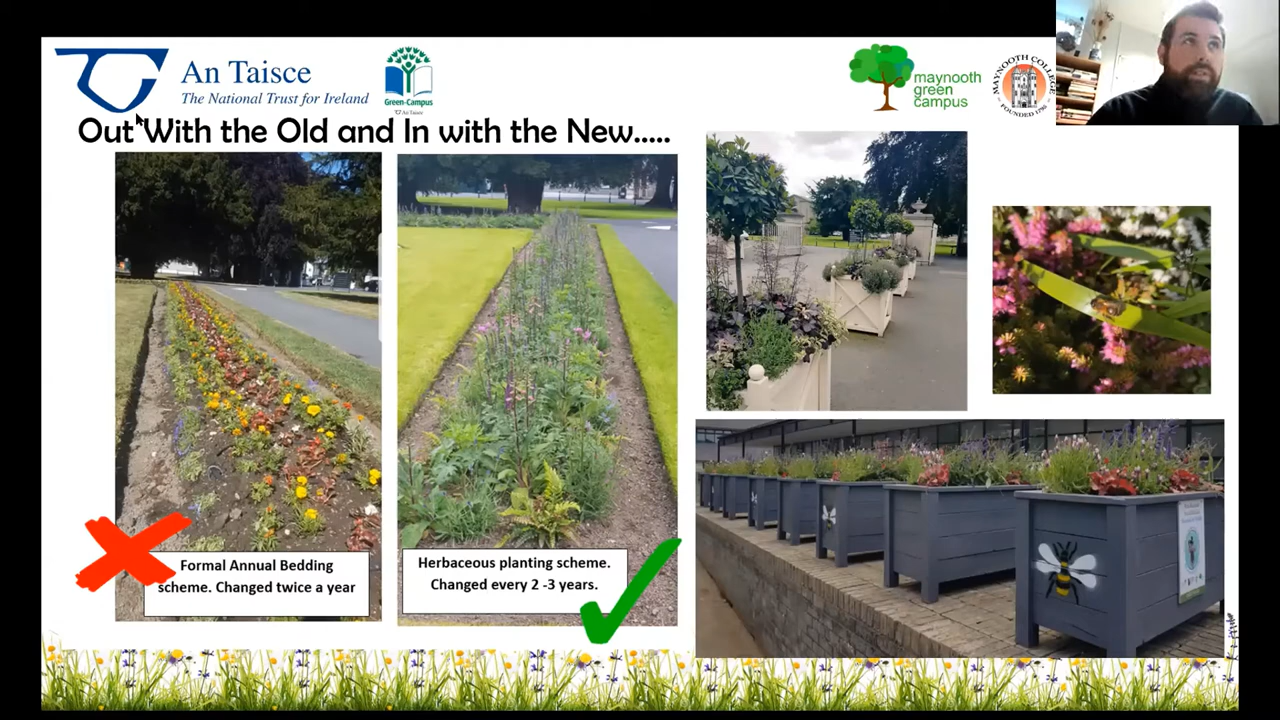 An Taisce
The National Trust for Ireland
Green-Campus
An Taisce
maynooth
green
campus
MAYNOOTH COLLEGE
FOUNDED 1795
Out With the Old and In with the New.....
Formal Annual Bedding
scheme. Changed twice a year
Herbaceous planting scheme.
Changed every 2 -3 years.